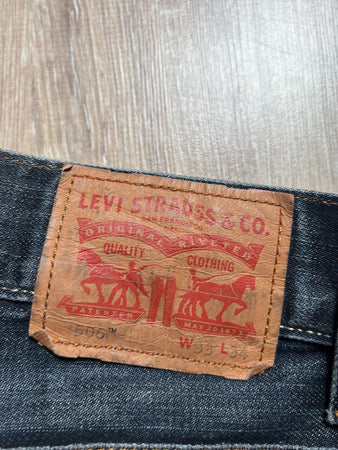 LEVI STRAUSS & CO.
SAN FRANCISCO
ORIGINAL RIVETED
QUALITY CLOTHING
PATENTED MAY 20 1873
W L